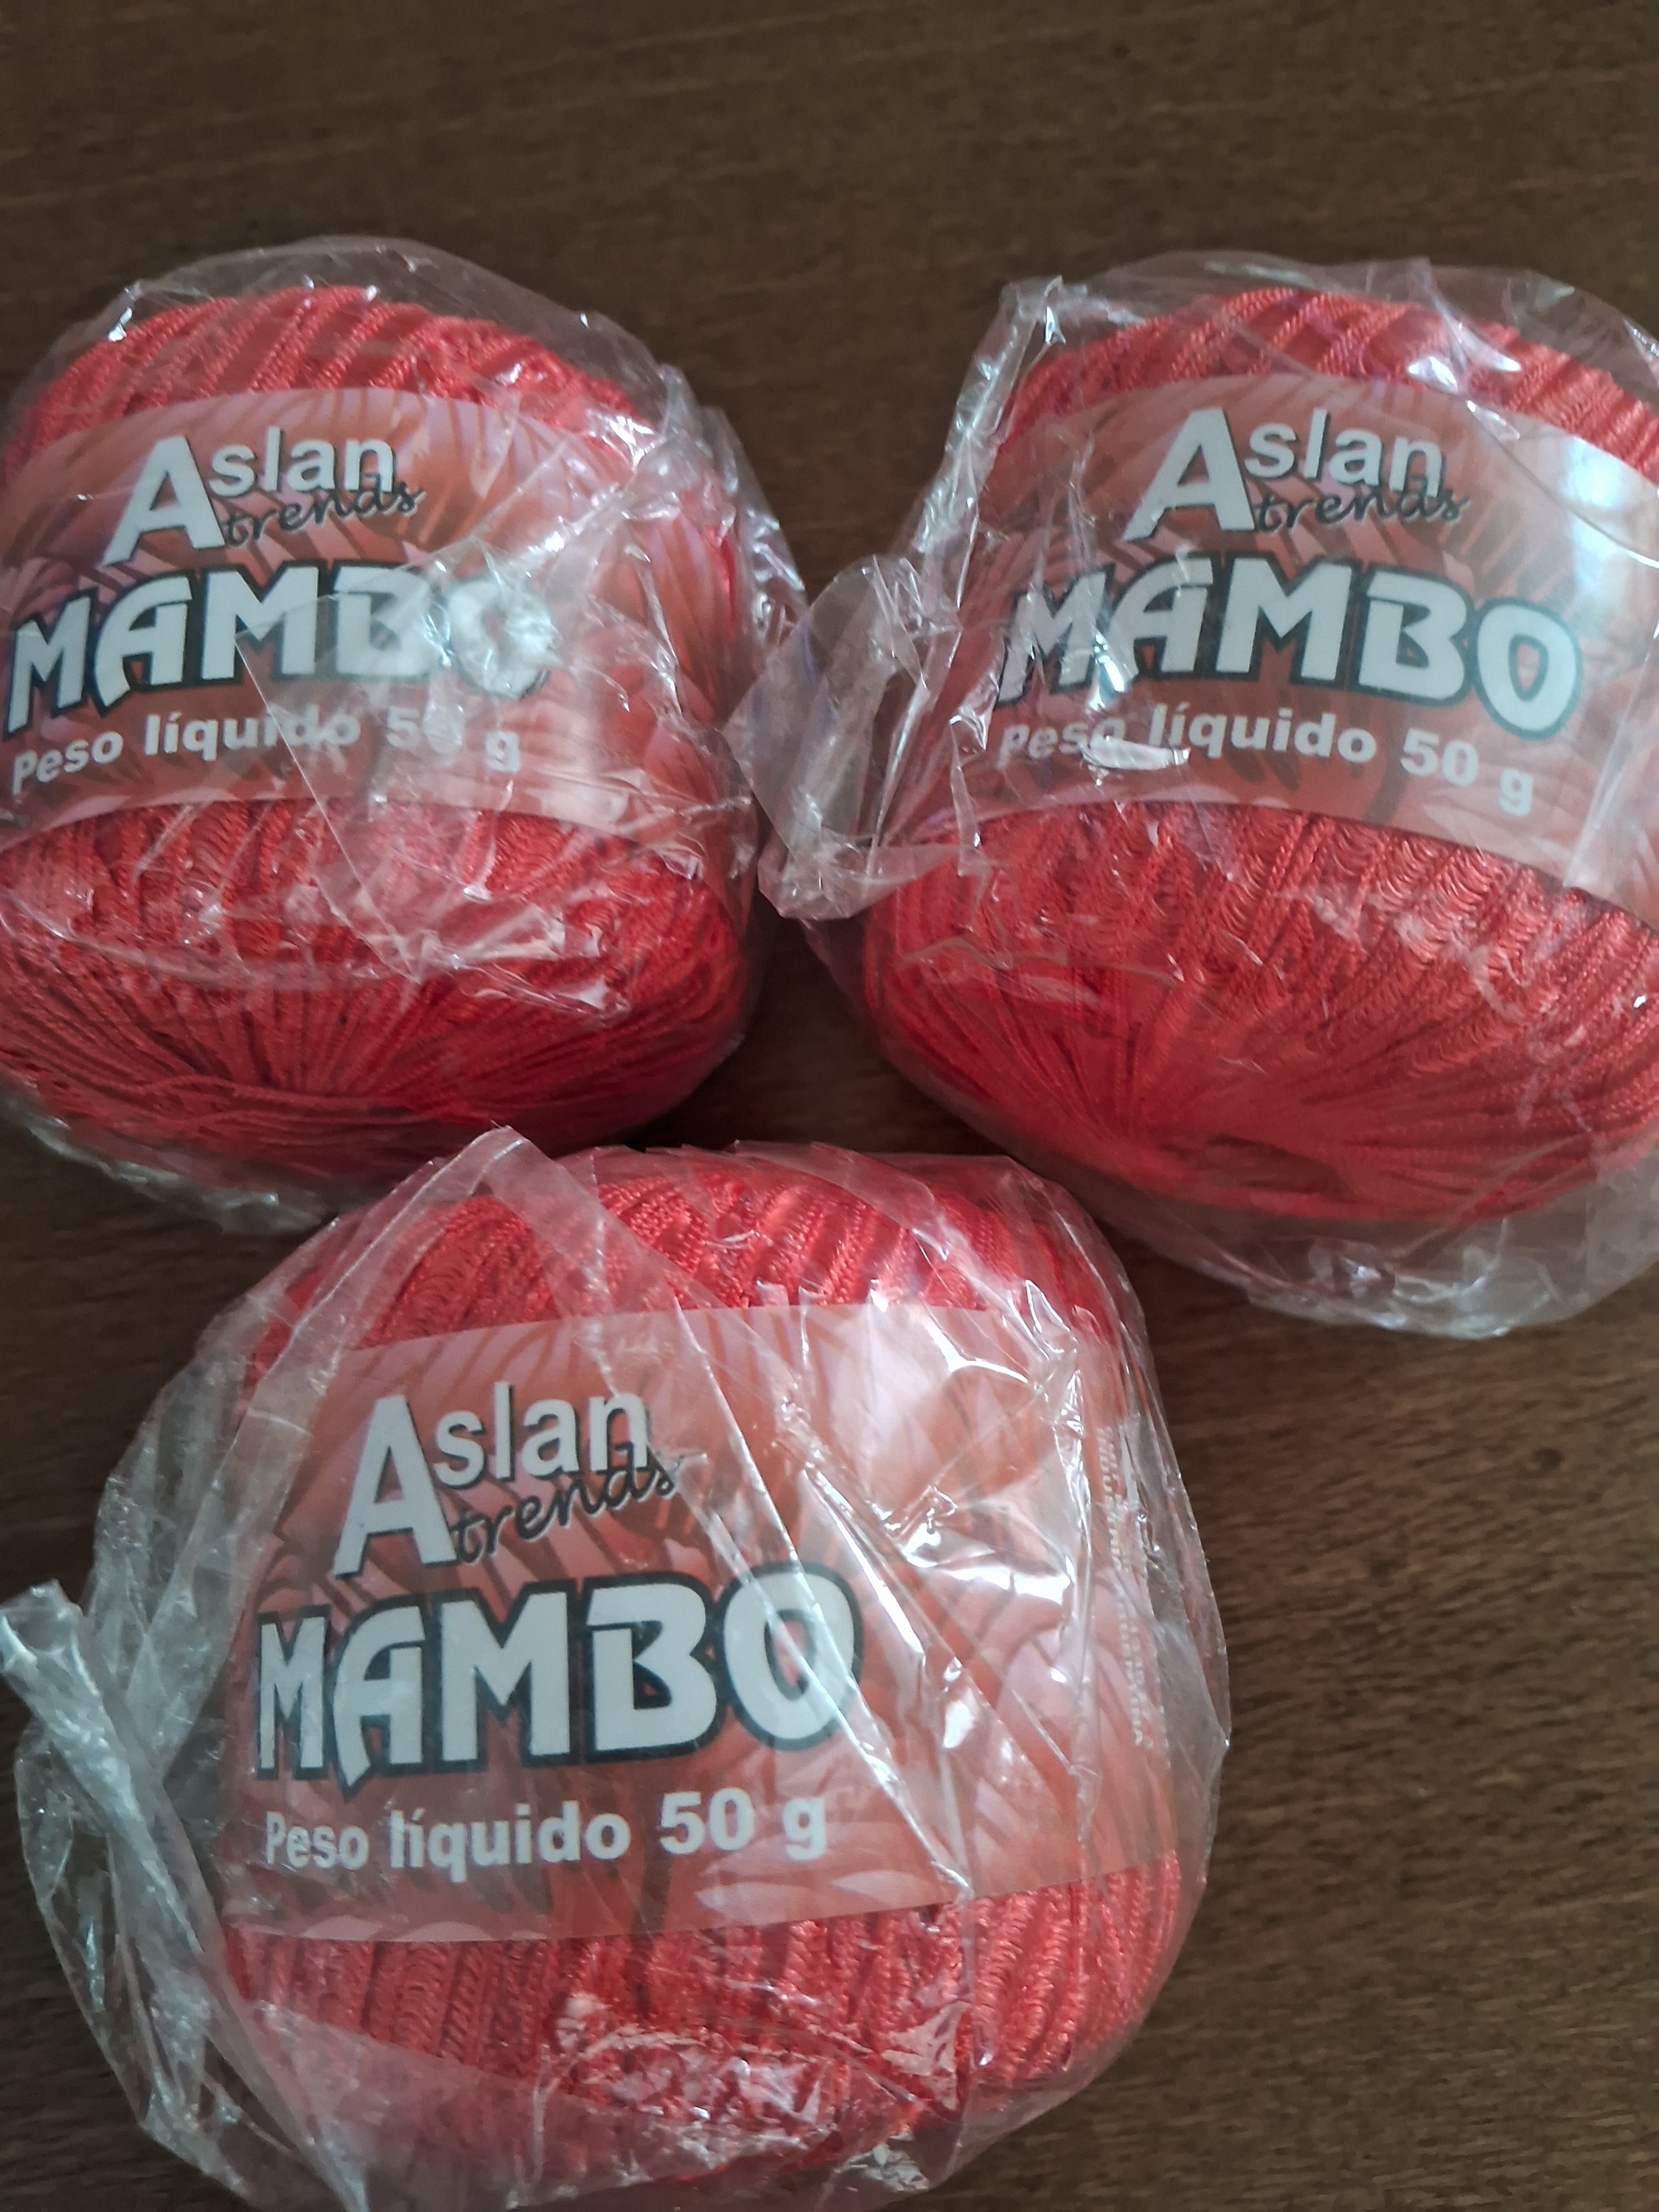 Aslan
trends
MAMBO
Peso líquido 50 g
Aslan
trends
MAMBO
Peso líquido 50 g
Aslan
trends
MAMBO
Peso líquido 50 g